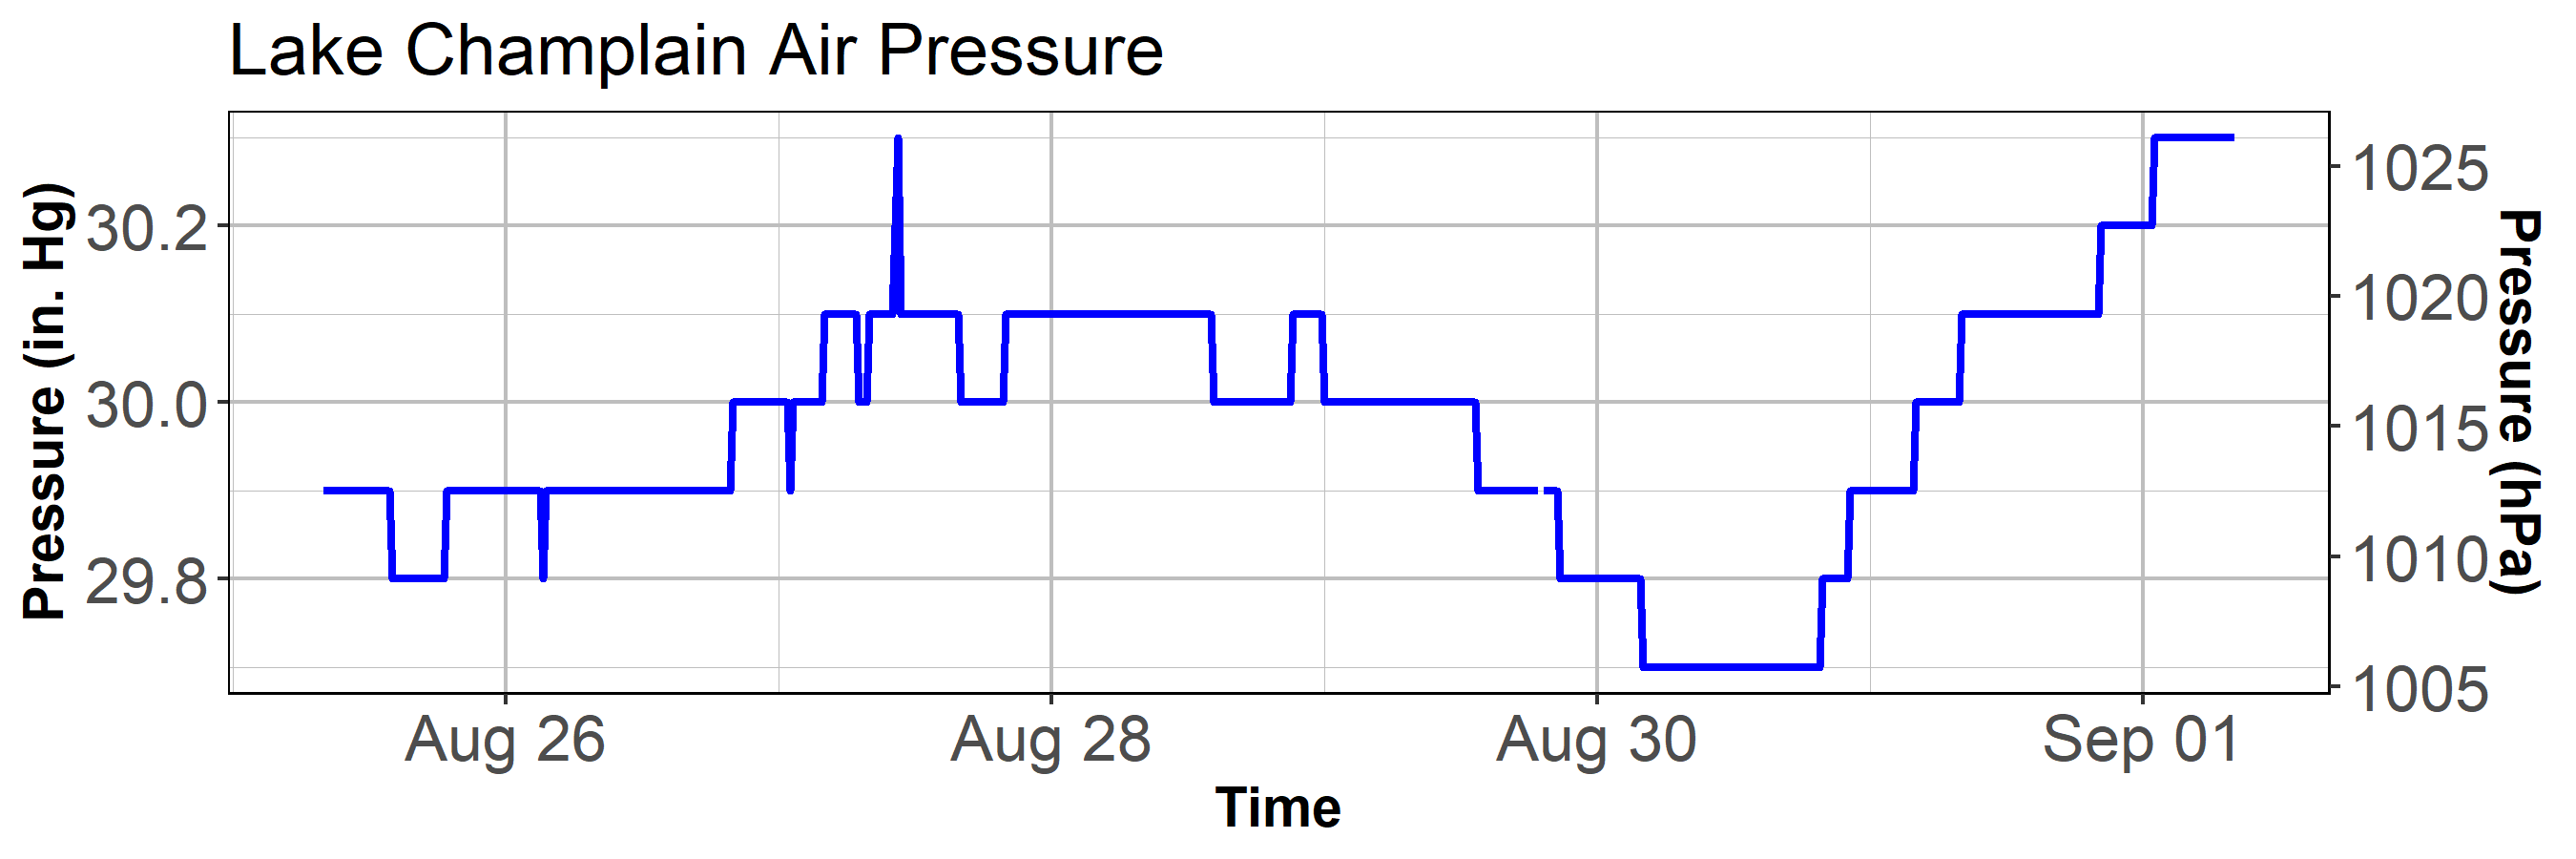 Lake Champlain Air Pressure
Pressure (in. Hg)
30.2
30.0
29.8
1025
1020
1015
1010
1005
Pressure (hPa)
Aug 26 Aug 28 Aug 30 Sep 01
Time